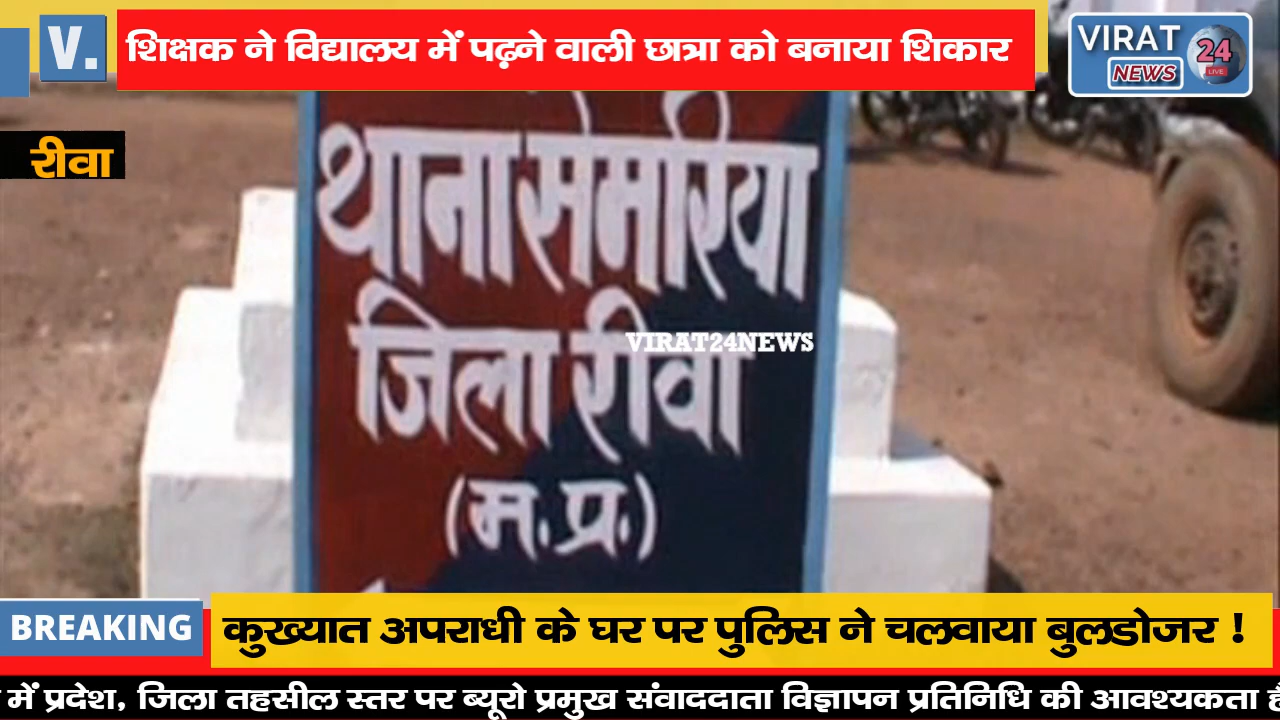 V.
शिक्षक ने विद्यालय में पढ़ने वाली छात्रा को बनाया शिकार
VIRAT
24
NEWS
LIVE
रीवा
थाना सेमरिया
जिला रीवा
VIRAT24NEWS
(म.प्र.)
BREAKING
कुख्यात अपराधी के घर पर पुलिस ने चलवाया बुलडोजर !
में प्रदेश, जिला तहसील स्तर पर ब्यूरो प्रमुख संवाददाता विज्ञापन प्रतिनिधि की आवश्यकता है